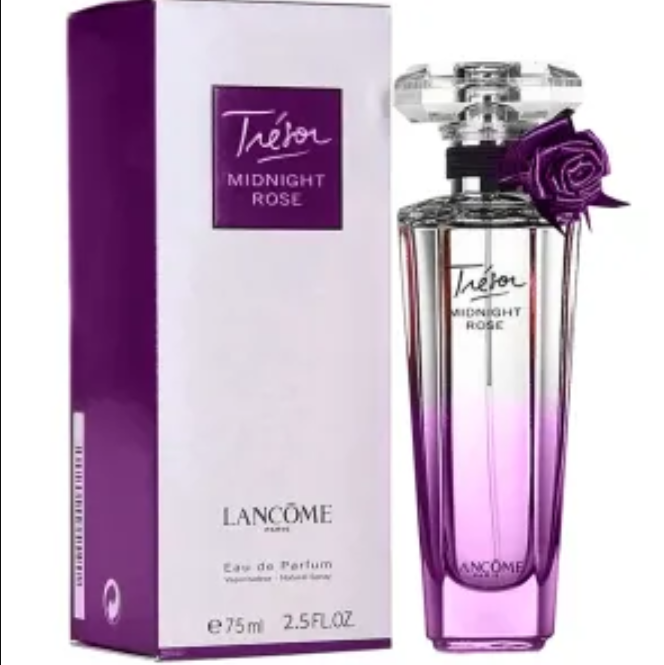 Trésor
MIDNIGHT
ROSE
LANCÔME
PARIS
Eau de Parfum
Vaporisateur - Natural Spray
e 75 ml 2.5 FL.OZ.
Trésor
MIDNIGHT
ROSE
LANCÔME
PARIS